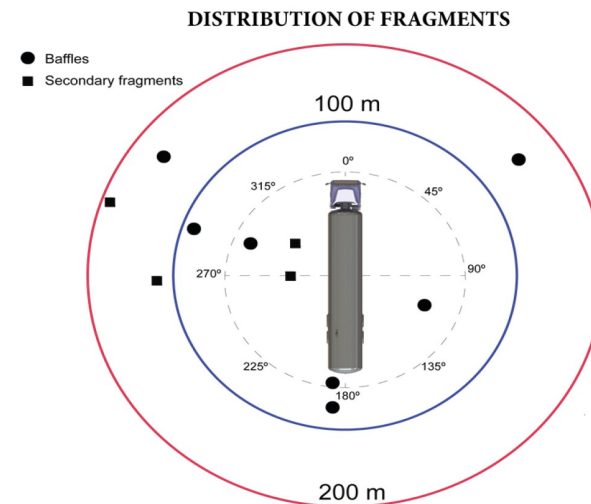 DISTRIBUTION OF FRAGMENTS
Baffles
Secondary fragments
100 m
0º
315º
45º
270º
90º
225º
135º
180º
200 m